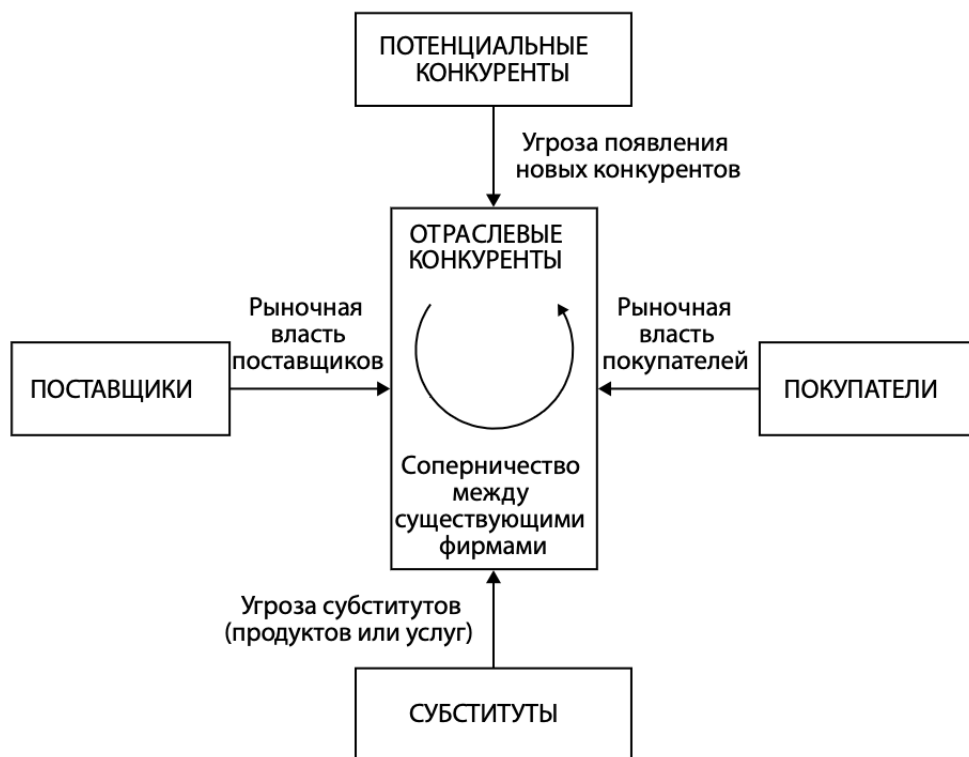 ПОТЕНЦИАЛЬНЫЕ
КОНКУРЕНТЫ
Угроза появления
новых конкурентов
ОТРАСЛЕВЫЕ
КОНКУРЕНТЫ
Рыночная
власть
поставщиков
Рыночная
власть
покупателей
ПОСТАВЩИКИ
ПОКУПАТЕЛИ
Соперничество
между
существующими
фирмами
Угроза субститутов
(продуктов или услуг)
СУБСТИТУТЫ